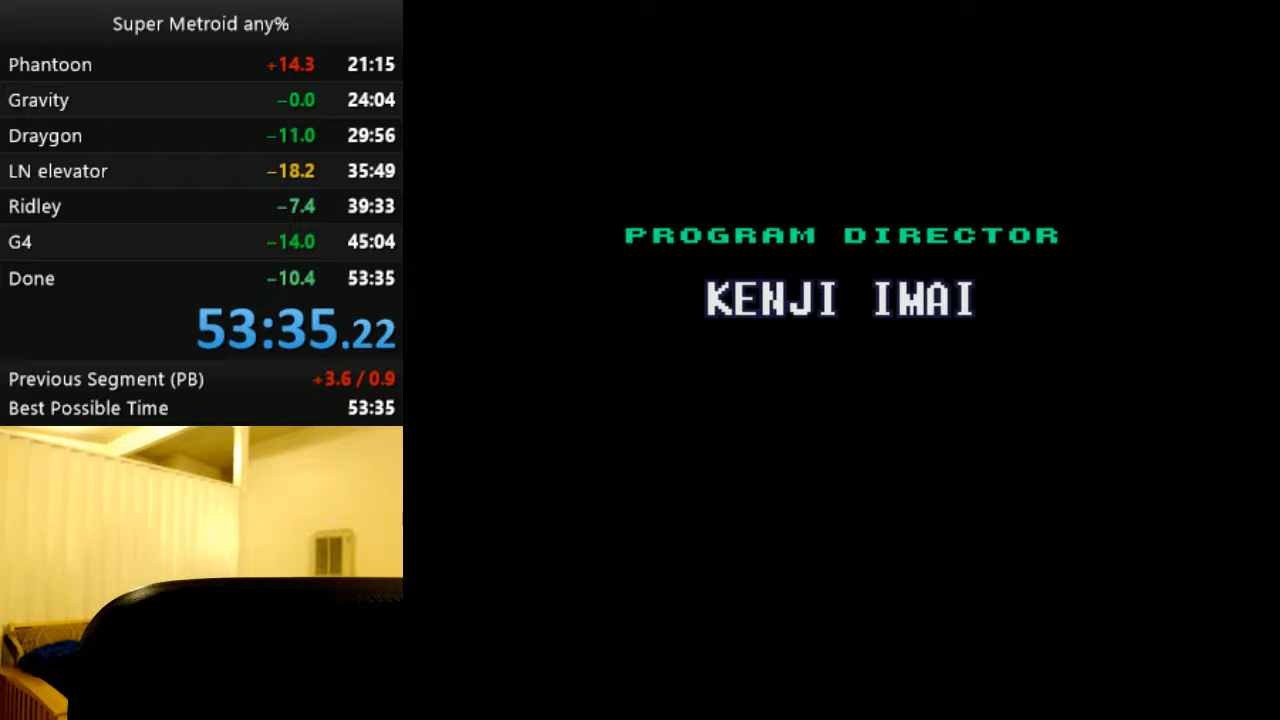 Super Metroid any%
Phantoon +14.3 21:15
Gravity −0.0 24:04
Draygon −11.0 29:56
LN elevator −18.2 35:49
Ridley −7.4 39:33
G4 −14.0 45:04
Done −10.4 53:35
53:35.22
Previous Segment (PB) +3.6 / 0.9
Best Possible Time 53:35
PROGRAM DIRECTOR
KENJI IWAI